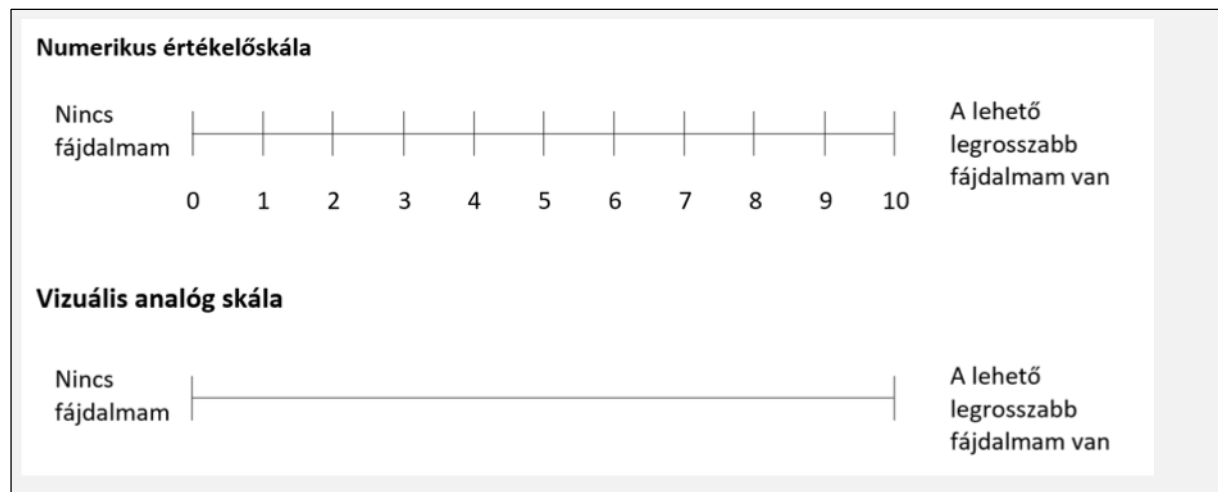 Numerikus értékelőskála
Nincs
fájdalmam
A lehető
legrosszabb
fájdalmam van
0 1 2 3 4 5 6 7 8 9 10
Vizuális analóg skála
Nincs
fájdalmam
A lehető
legrosszabb
fájdalmam van